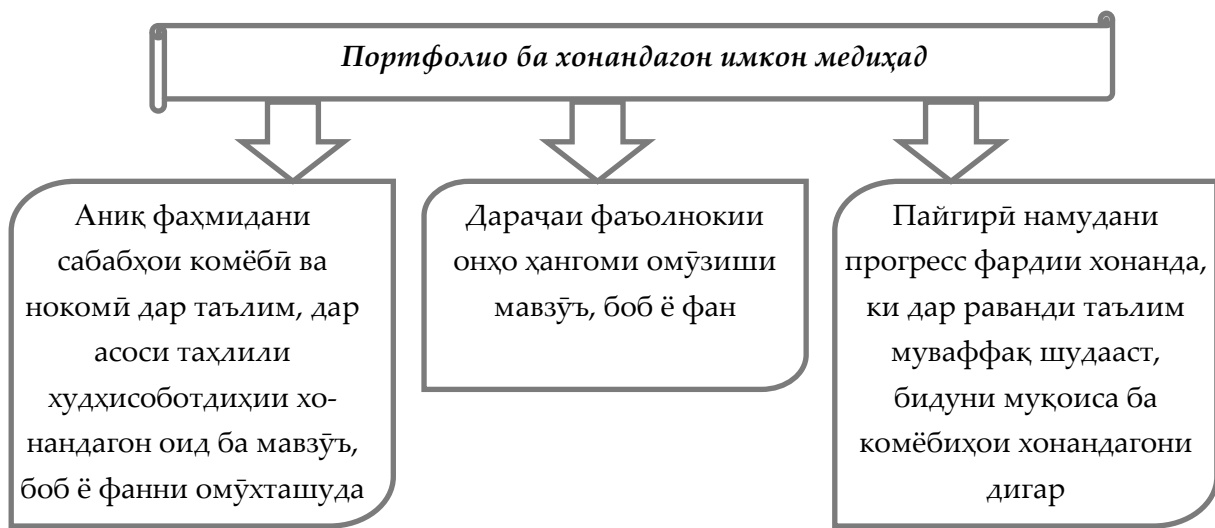 Портфолио ба хонандагон имкон медиҳад
Аниқ фаҳмидани
сабабҳои комёбӣ ва
нокомӣ дар таълим, дар
асоси таҳлили
худҳисоботдиҳии хо-
нандагон оид ба мавзӯъ,
боб ё фанни омӯхташуда
Дараҷаи фаъолнокии
онҳо ҳангоми омӯзиши
мавзӯъ, боб ё фан
Пайгирӣ намудани
прогресс фардии хонанда,
ки дар раванди таълим
муваффақ шудааст,
бидуни муқоиса ба
комёбиҳои хонандагони
дигар